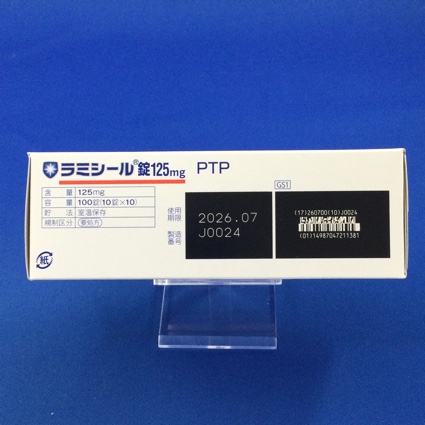 ラミシール®錠125mg PTP
含量 125mg
容量 100錠(10錠×10)
貯法 室温保存
規制区分 (要処方)
使用期限 2026.07
製造番号 J0024
GS1
(17)260700(10)J0024
(01)14987047211381
紙